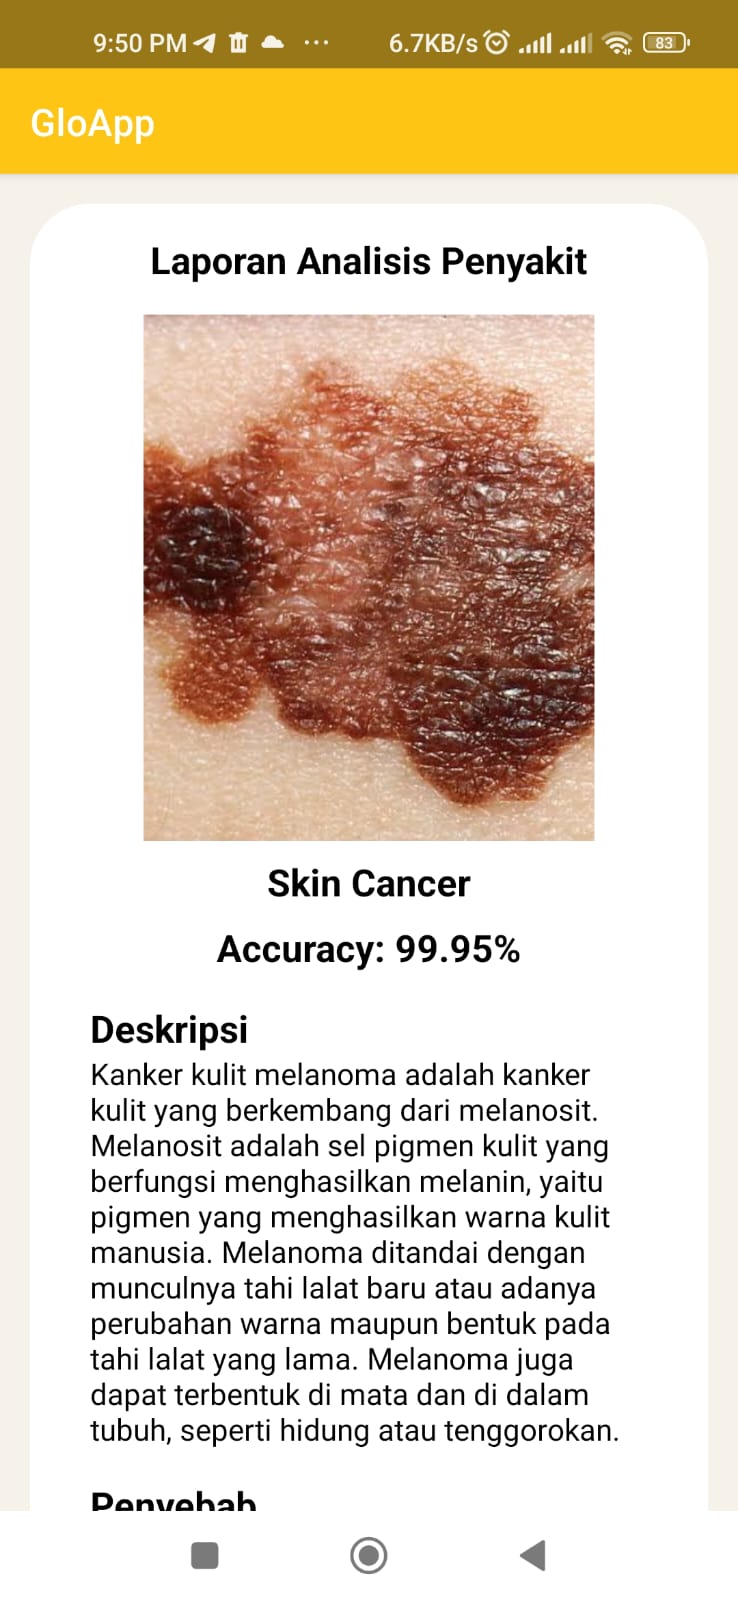 9:50 PM ... 6.7KB/s 83
GloApp
Laporan Analisis Penyakit
Skin Cancer
Accuracy: 99.95%
Deskripsi
Kanker kulit melanoma adalah kanker
kulit yang berkembang dari melanosit.
Melanosit adalah sel pigmen kulit yang
berfungsi menghasilkan melanin, yaitu
pigmen yang menghasilkan warna kulit
manusia. Melanoma ditandai dengan
munculnya tahi lalat baru atau adanya
perubahan warna maupun bentuk pada
tahi lalat yang lama. Melanoma juga
dapat terbentuk di mata dan di dalam
tubuh, seperti hidung atau tenggorokan.
Penyebab